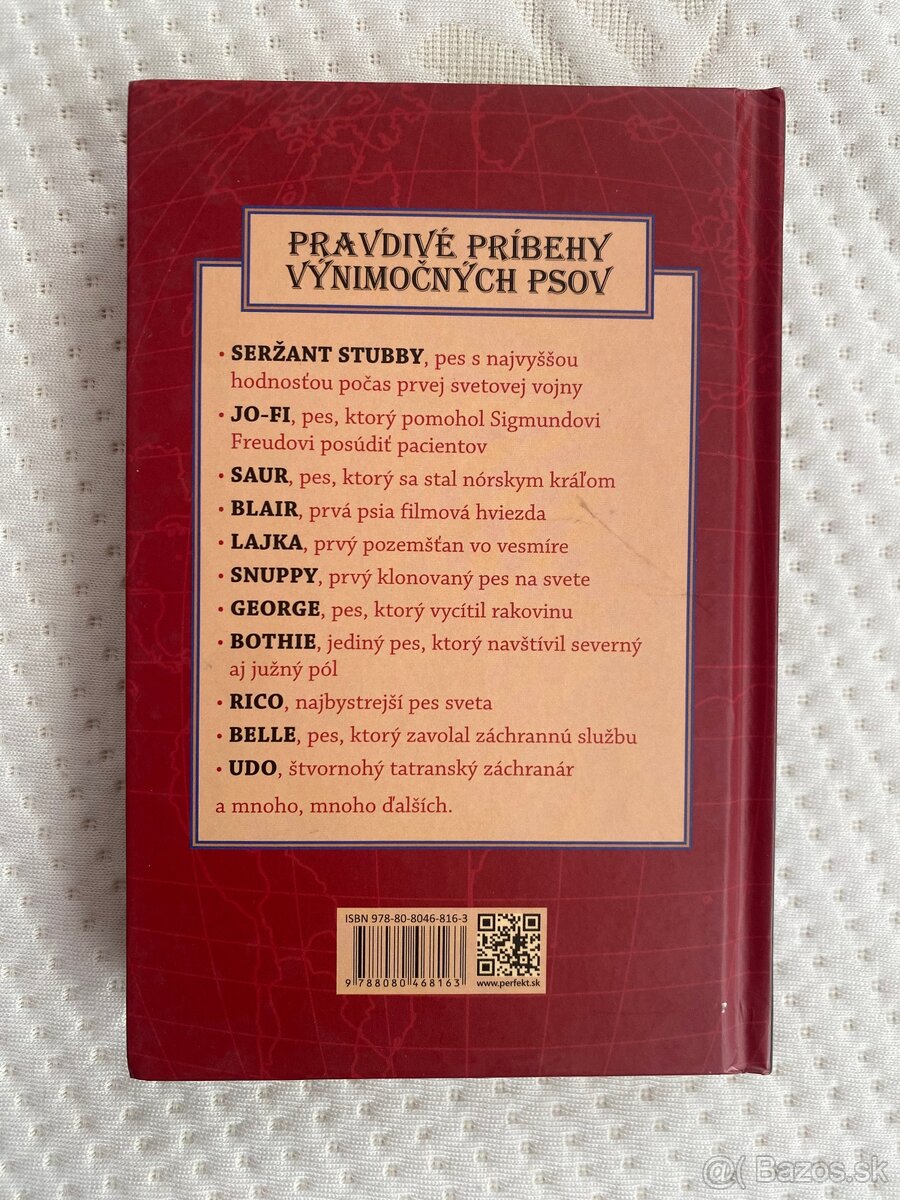 PRAVDIVÉ PRÍBEHY
VÝNIMOČNÝCH PSOV
• SERŽANT STUBBY, pes s najvyššou
hodnosťou počas prvej svetovej vojny
• JO-FI, pes, ktorý pomohol Sigmundovi
Freudovi posúdiť pacientov
• SAUR, pes, ktorý sa stal nórskym kráľom
• BLAIR, prvá psia filmová hviezda
• LAJKA, prvý pozemšťan vo vesmíre
• SNUPPY, prvý klonovaný pes na svete
• GEORGE, pes, ktorý vycítil rakovinu
• BOTHIE, jediný pes, ktorý navštívil severný
aj južný pól
• RICO, najbystrejší pes sveta
• BELLE, pes, ktorý zavolal záchrannú službu
• UDO, štvornohý tatranský záchranár
a mnoho, mnoho ďalších.
ISBN 978-80-8046-816-3
9 788080 468163
www.perfekt.sk
@( Bazos.sk